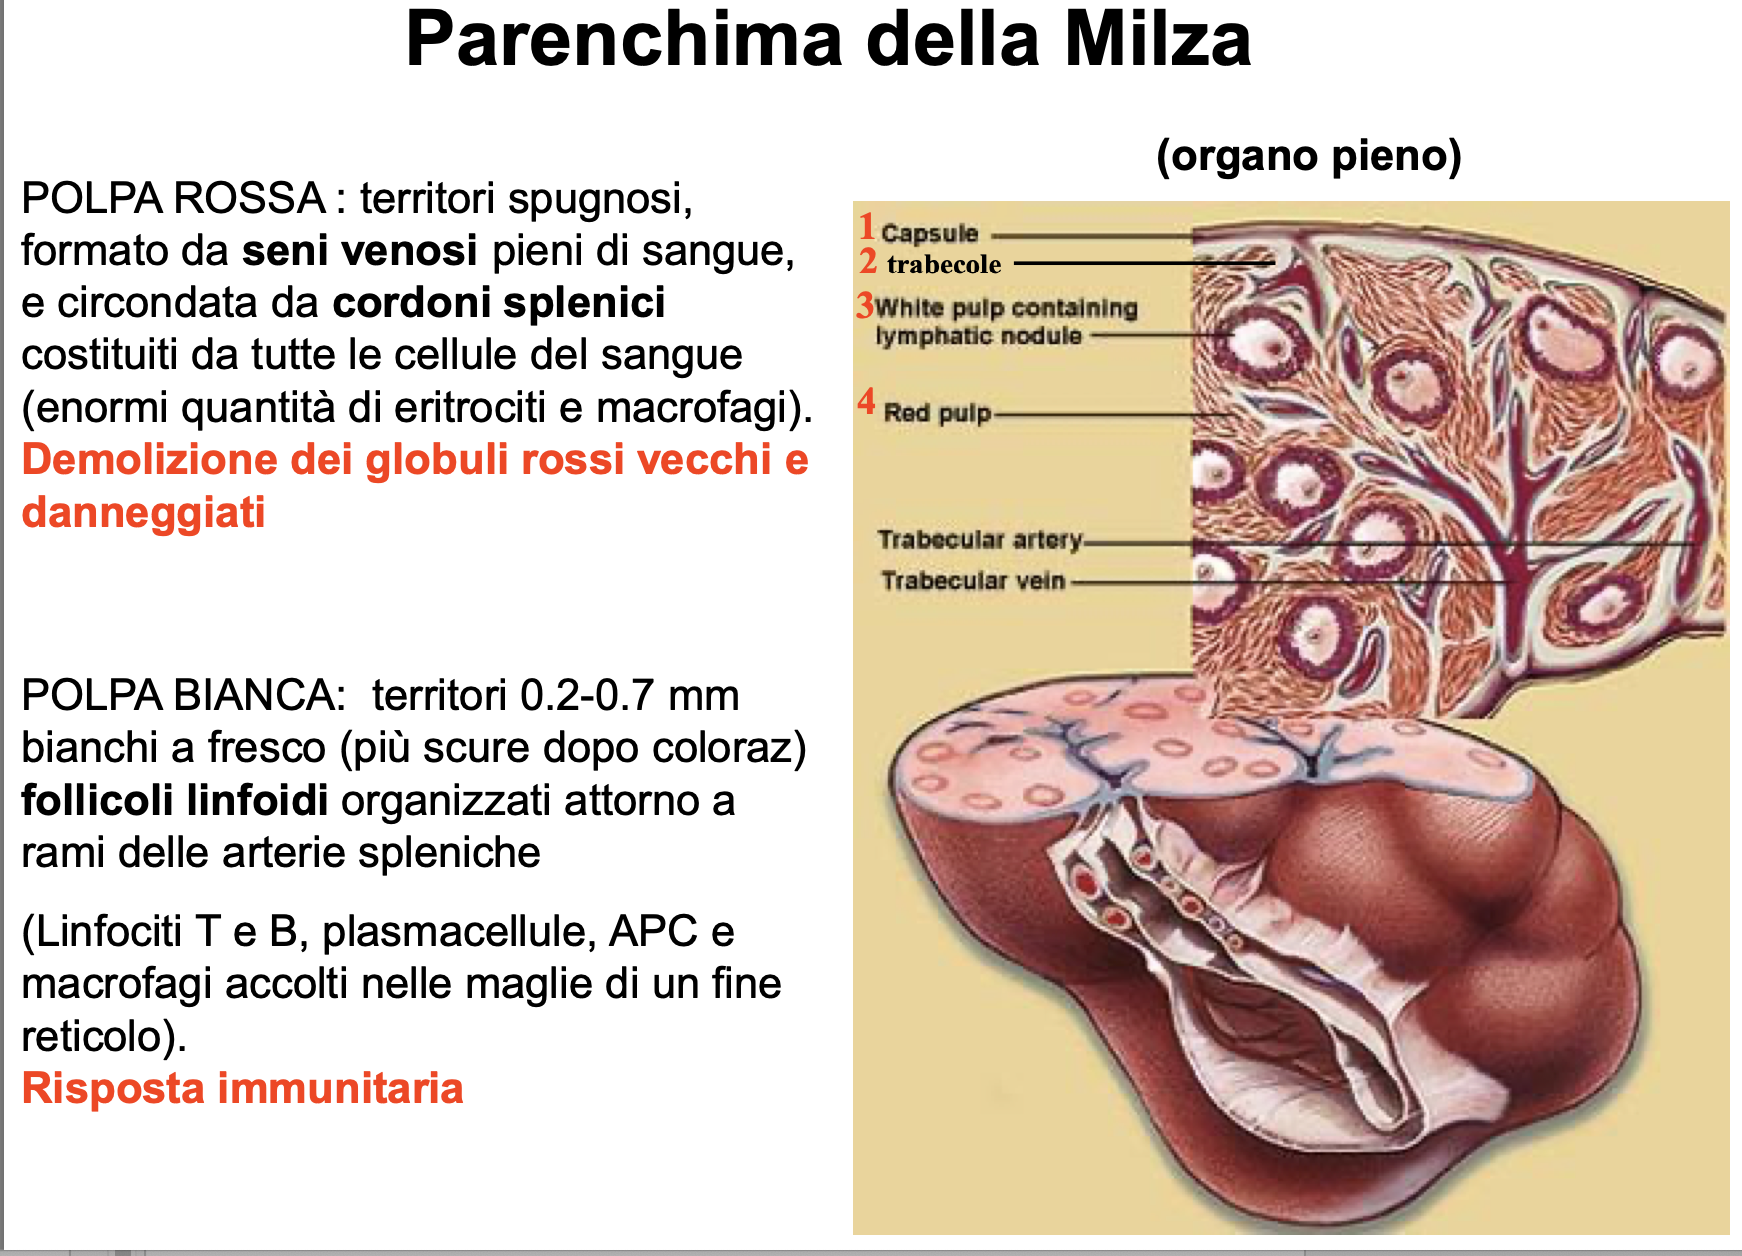 Parenchima della Milza
(organo pieno)
POLPA ROSSA : territori spugnosi,
formato da seni venosi pieni di sangue,
e circondata da cordoni splenici
costituiti da tutte le cellule del sangue
(enormi quantità di eritrociti e macrofagi).
Demolizione dei globuli rossi vecchi e
danneggiati
POLPA BIANCA: territori 0.2-0.7 mm
bianchi a fresco (più scure dopo coloraz)
follicoli linfoidi organizzati attorno a
rami delle arterie spleniche
(Linfociti T e B, plasmacellule, APC e
macrofagi accolti nelle maglie di un fine
reticolo).
Risposta immunitaria
1 Capsule
2 trabecole
3 White pulp containing
lymphatic nodule
4 Red pulp
Trabecular artery
Trabecular vein